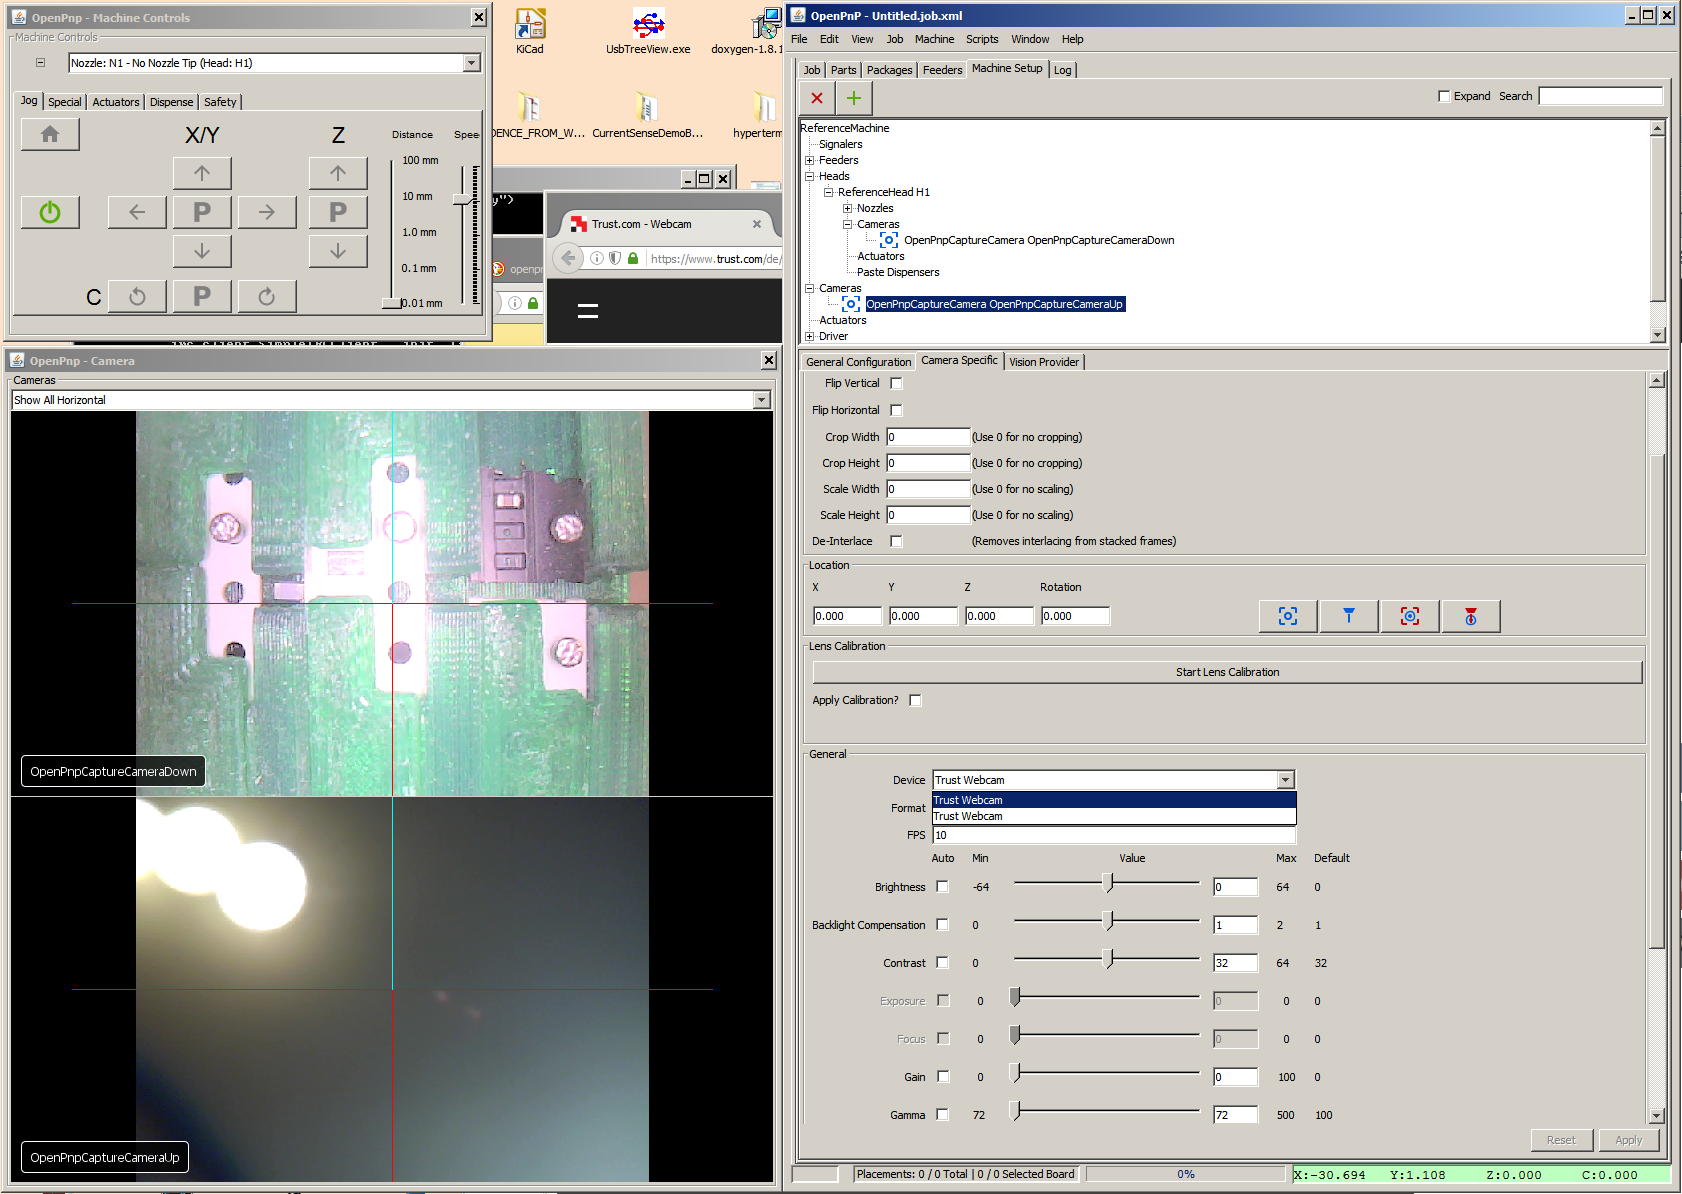 OpenPnp - Machine Controls
Machine Controls
Nozzle: N1 - No Nozzle Tip (Head: H1)
Jog Special Actuators Dispense Safety
X/Y Z Distance Spee
100 mm
10 mm
1.0 mm
0.1 mm
0.01 mm
P P
C P
KiCad
UsbTreeView.exe
doxygen-1.8.1
DENCE_FROM_W...
CurrentSenseDemoB...
hyperterm
y">
Trust.com - Webcam
https://www.trust.com/de/
openpn
OpenPnp - Camera
Cameras
Show All Horizontal
OpenPnpCaptureCameraDown
OpenPnpCaptureCameraUp
OpenPnP - Untitled.job.xml
File Edit View Job Machine Scripts Window Help
Job Parts Packages Feeders Machine Setup Log
Expand Search
ReferenceMachine
Signalers
Feeders
Heads
ReferenceHead H1
Nozzles
Cameras
OpenPnpCaptureCamera OpenPnpCaptureCameraDown
Actuators
Paste Dispensers
Cameras
OpenPnpCaptureCamera OpenPnpCaptureCameraUp
Actuators
Driver
General Configuration Camera Specific Vision Provider
Flip Vertical
Flip Horizontal
Crop Width 0 (Use 0 for no cropping)
Crop Height 0 (Use 0 for no cropping)
Scale Width 0 (Use 0 for no scaling)
Scale Height 0 (Use 0 for no scaling)
De-Interlace (Removes interlacing from stacked frames)
Location
X Y Z Rotation
0.000 0.000 0.000 0.000
Lens Calibration
Start Lens Calibration
Apply Calibration?
General
Device Trust Webcam
Trust Webcam
Format
Trust Webcam
FPS 10
Auto Min Value Max Default
Brightness -64 0 64 0
Backlight Compensation 0 1 2 1
Contrast 0 32 64 32
Exposure 0 0 0 0
Focus 0 0 0 0
Gain 0 0 100 0
Gamma 72 72 500 100
Reset Apply
Placements: 0 / 0 Total | 0 / 0 Selected Board 0% X:-30.694 Y:1.108 Z:0.000 C:0.000